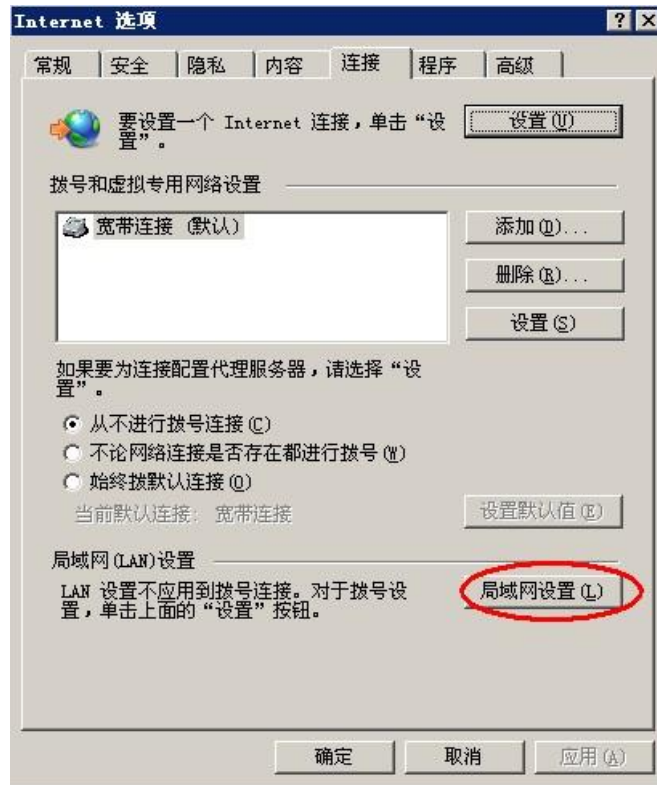 Internet 选项
常规 安全 隐私 内容 连接 程序 高级
要设置一个 Internet 连接，单击“设
置”。
设置(U)
拨号和虚拟专用网络设置
宽带连接 (默认)
添加(D)...
删除(R)...
设置(S)
如果要为连接配置代理服务器，请选择“设
置”。
从不进行拨号连接(C)
不论网络连接是否存在都进行拨号(W)
始终拨默认连接(O)
当前默认连接： 宽带连接
设置默认值(E)
局域网(LAN)设置
LAN 设置不应用到拨号连接。对于拨号设
置，单击上面的“设置”按钮。
局域网设置(L)
确定 取消 应用(A)